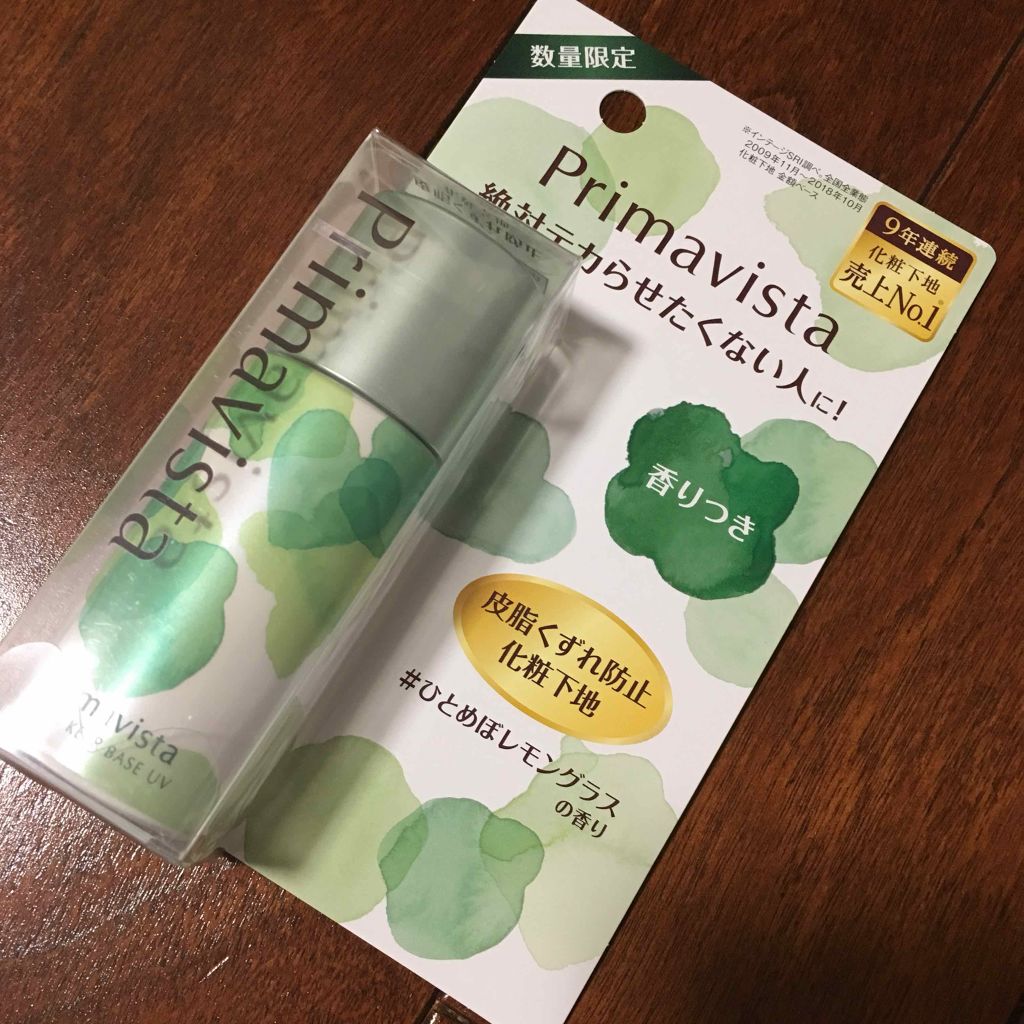 数量限定
※インテージSRI調べ。全国全業態
2009年11月～2018年10月
化粧下地 金額ベース
9年連続
化粧下地
売上No.1
Primavista
絶対テカらせたくない人に!
香りつき
皮脂くずれ防止
化粧下地
#ひとめぼレモングラス
の香り
Primavista
mavista
KEEP BASE UV